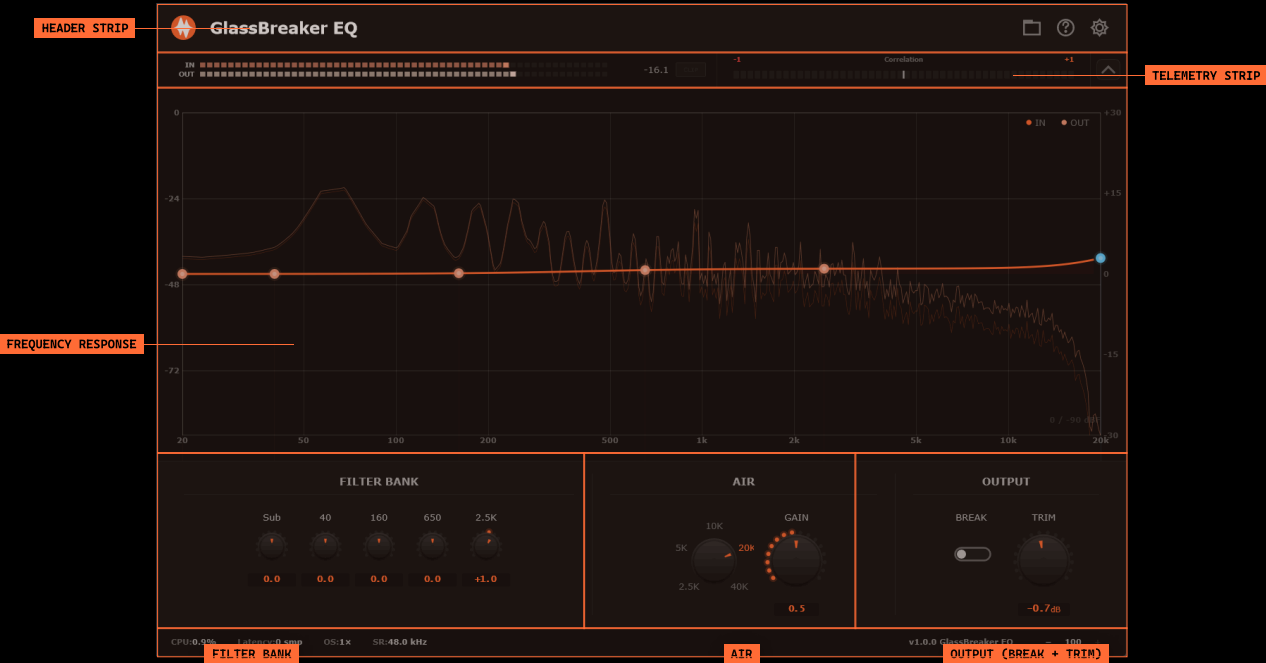 HEADER STRIP
GlassBreaker EQ
IN
OUT
-16.1
-1
Correlation
+1
TELEMETRY STRIP
0
-24
-48
-72
IN
OUT
+30
+15
0
-15
-30
0 / -90 dB
20
50
100
200
500
1k
2k
5k
10k
20k
FREQUENCY RESPONSE
FILTER BANK
Sub
40
160
650
2.5K
0.0
0.0
0.0
0.0
+1.0
AIR
10K
5K
20K
2.5K
40K
GAIN
0.5
OUTPUT
BREAK
TRIM
-0.7dB
CPU:0.9%
Latency:0 smp
OS:1×
SR:48.0 kHz
v1.0.0 GlassBreaker EQ
− 100
FILTER BANK
AIR
OUTPUT (BREAK + TRIM)